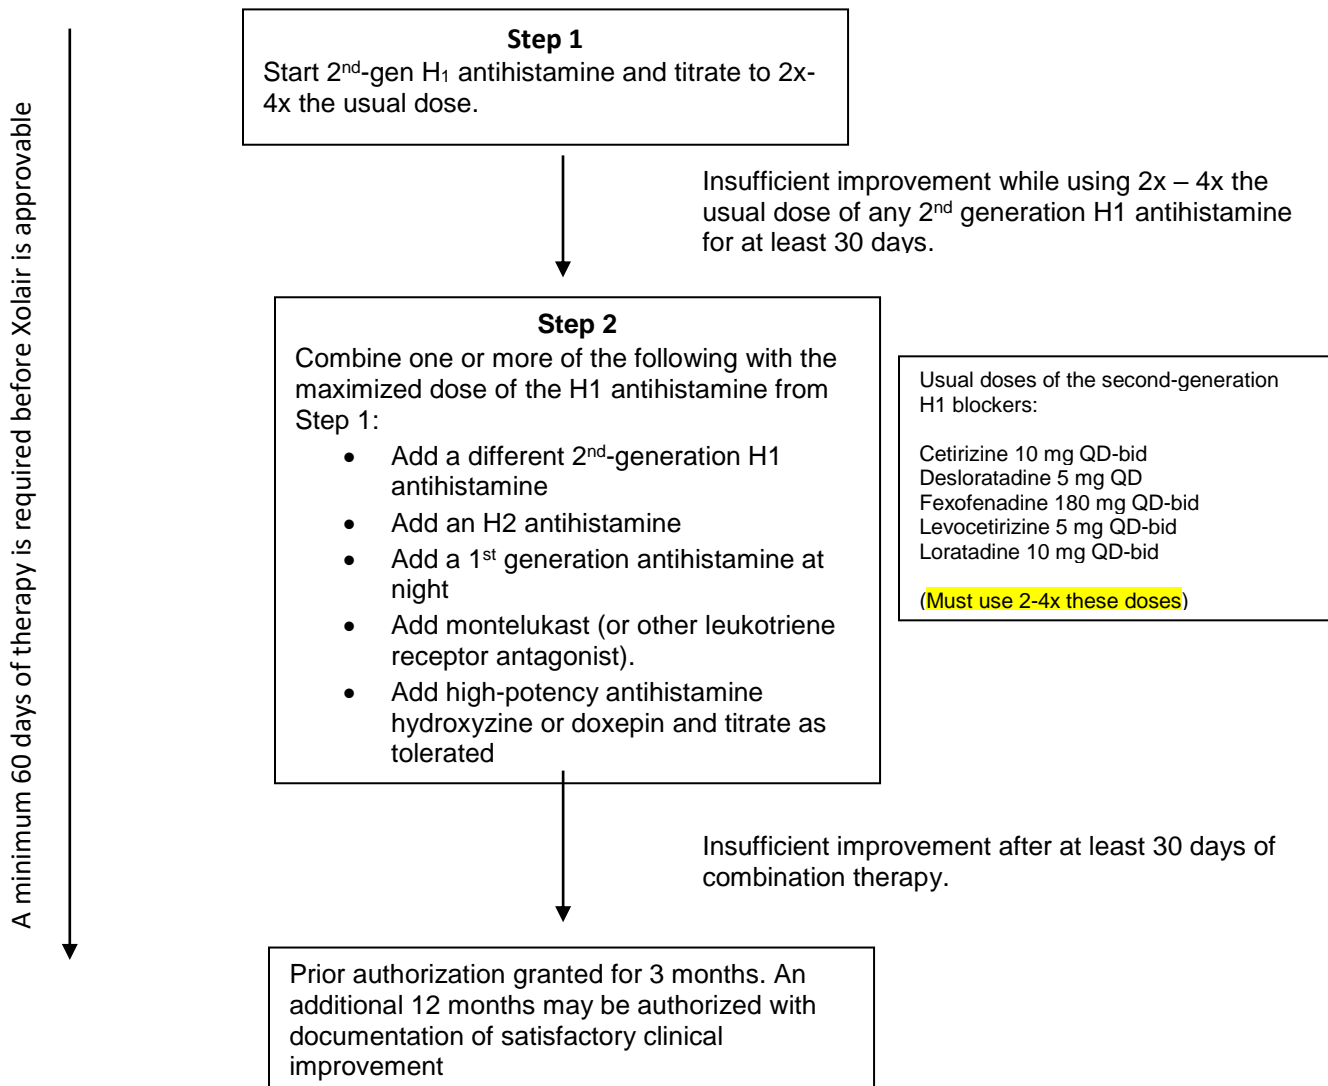 A minimum 60 days of therapy is required before Xolair is approvable
Step 1
Start 2nd-gen H1 antihistamine and titrate to 2x-
4x the usual dose.
Insufficient improvement while using 2x – 4x the
usual dose of any 2nd generation H1 antihistamine
for at least 30 days.
Step 2
Combine one or more of the following with the
maximized dose of the H1 antihistamine from
Step 1:
• Add a different 2nd-generation H1
antihistamine
• Add an H2 antihistamine
• Add a 1st generation antihistamine at
night
• Add montelukast (or other leukotriene
receptor antagonist).
• Add high-potency antihistamine
hydroxyzine or doxepin and titrate as
tolerated
Usual doses of the second-generation
H1 blockers:
Cetirizine 10 mg QD-bid
Desloratadine 5 mg QD
Fexofenadine 180 mg QD-bid
Levocetirizine 5 mg QD-bid
Loratadine 10 mg QD-bid
(Must use 2-4x these doses)
Insufficient improvement after at least 30 days of
combination therapy.
Prior authorization granted for 3 months. An
additional 12 months may be authorized with
documentation of satisfactory clinical
improvement